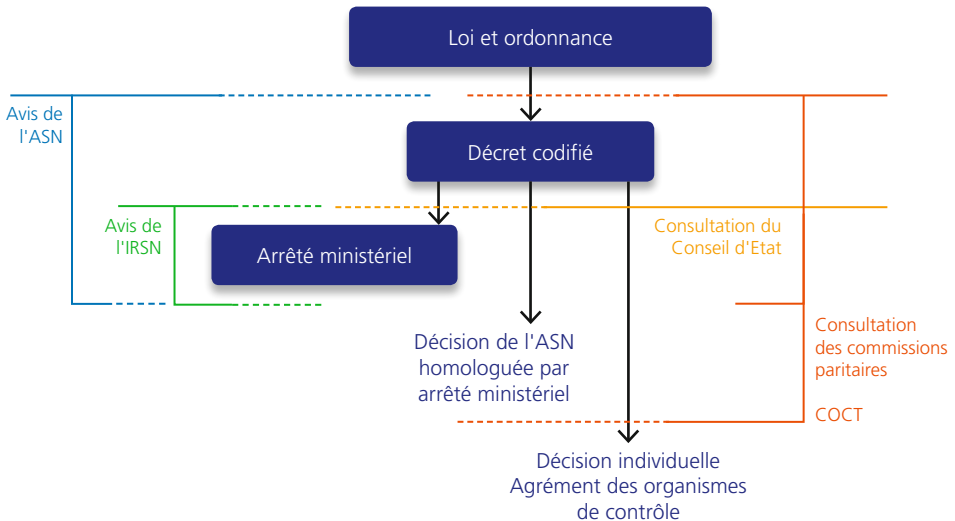 Loi et ordonnance
Avis de
l'ASN
Décret codifié
Avis de
l'IRSN
Arrêté ministériel
Consultation du
Conseil d'Etat
Décision de l'ASN
homologuée par
arrêté ministériel
Consultation
des commissions
paritaires
COCT
Décision individuelle
Agrément des organismes
de contrôle